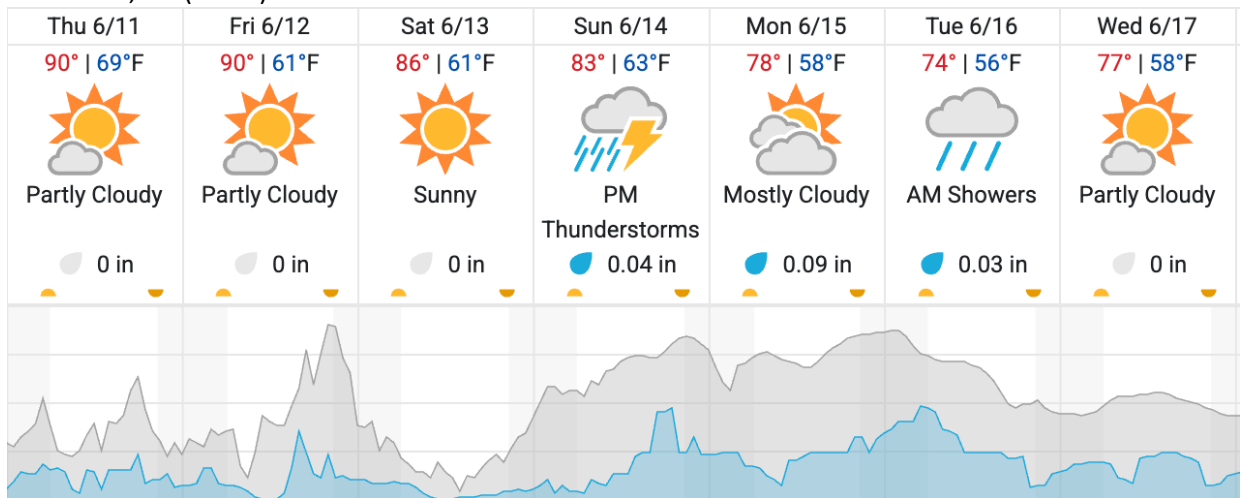 Thu 6/11 Fri 6/12 Sat 6/13 Sun 6/14 Mon 6/15 Tue 6/16 Wed 6/17
90° | 69°F 90° | 61°F 86° | 61°F 83° | 63°F 78° | 58°F 74° | 56°F 77° | 58°F
Partly Cloudy Partly Cloudy Sunny PM Mostly Cloudy AM Showers Partly Cloudy
Thunderstorms
0 in 0 in 0 in 0.04 in 0.09 in 0.03 in 0 in